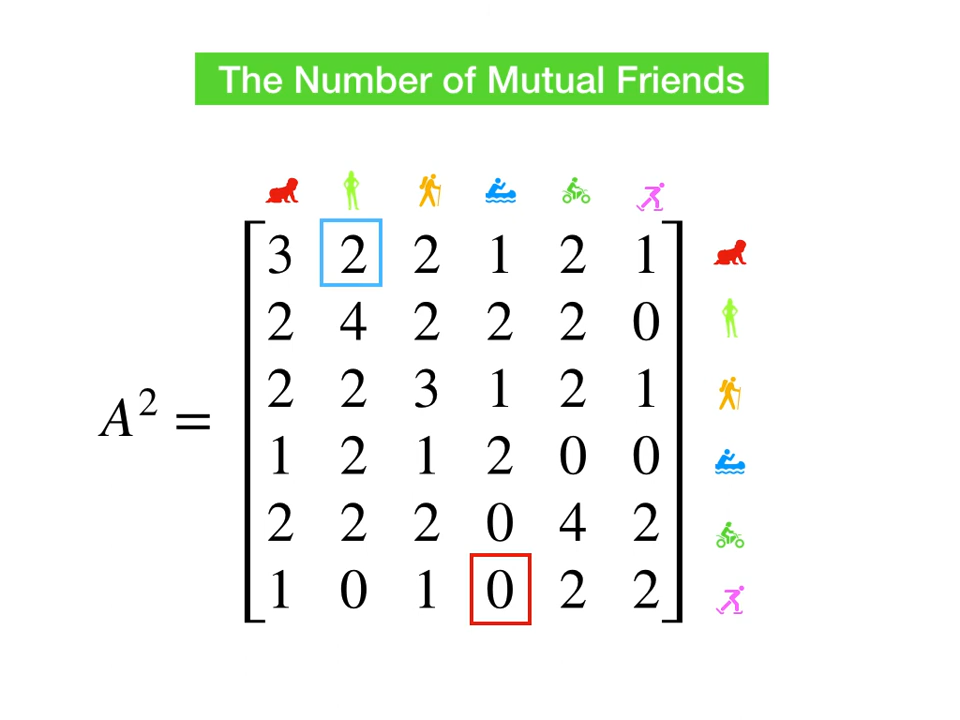 The Number of Mutual Friends
3 2 2 1 2 1
2 4 2 2 2 0
2 2 3 1 2 1
A² =
1 2 1 2 0 0
2 2 2 0 4 2
1 0 1 0 2 2